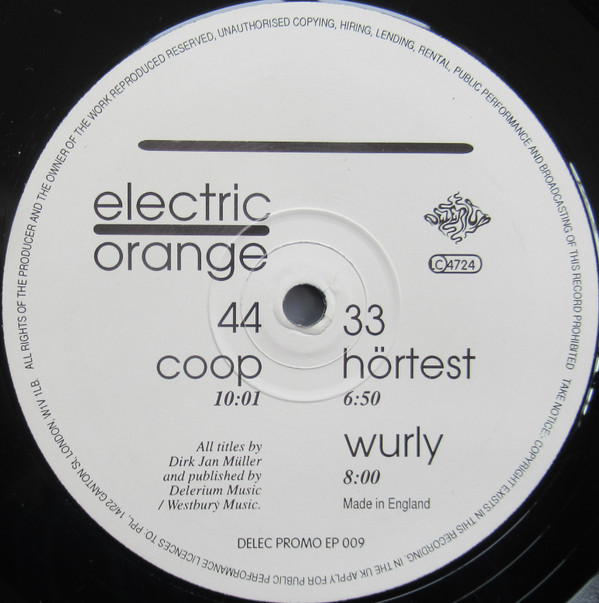 ALL RIGHTS OF THE PRODUCER AND THE OWNER OF THE WORK REPRODUCED RESERVED, UNAUTHORISED COPYING, HIRING, LENDING, RENTAL, PUBLIC PERFORMANCE AND BROADCASTING OF THIS RECORD PROHIBITED TAKE NOTICE:- COPYRIGHT EXISTS IN THIS RECORDING. IN THE UK APPLY FOR PUBLIC PERFORMANCE LICENCES TO: PPL, 14/22 GANTON St, LONDON. W1V 1LB.
electric
orange
LC 4724
44
coop
10:01
33
hörtest
6:50
wurly
8:00
All titles by
Dirk Jan Müller
and published by
Delerium Music
/ Westbury Music.
Made in England
DELEC PROMO EP 009